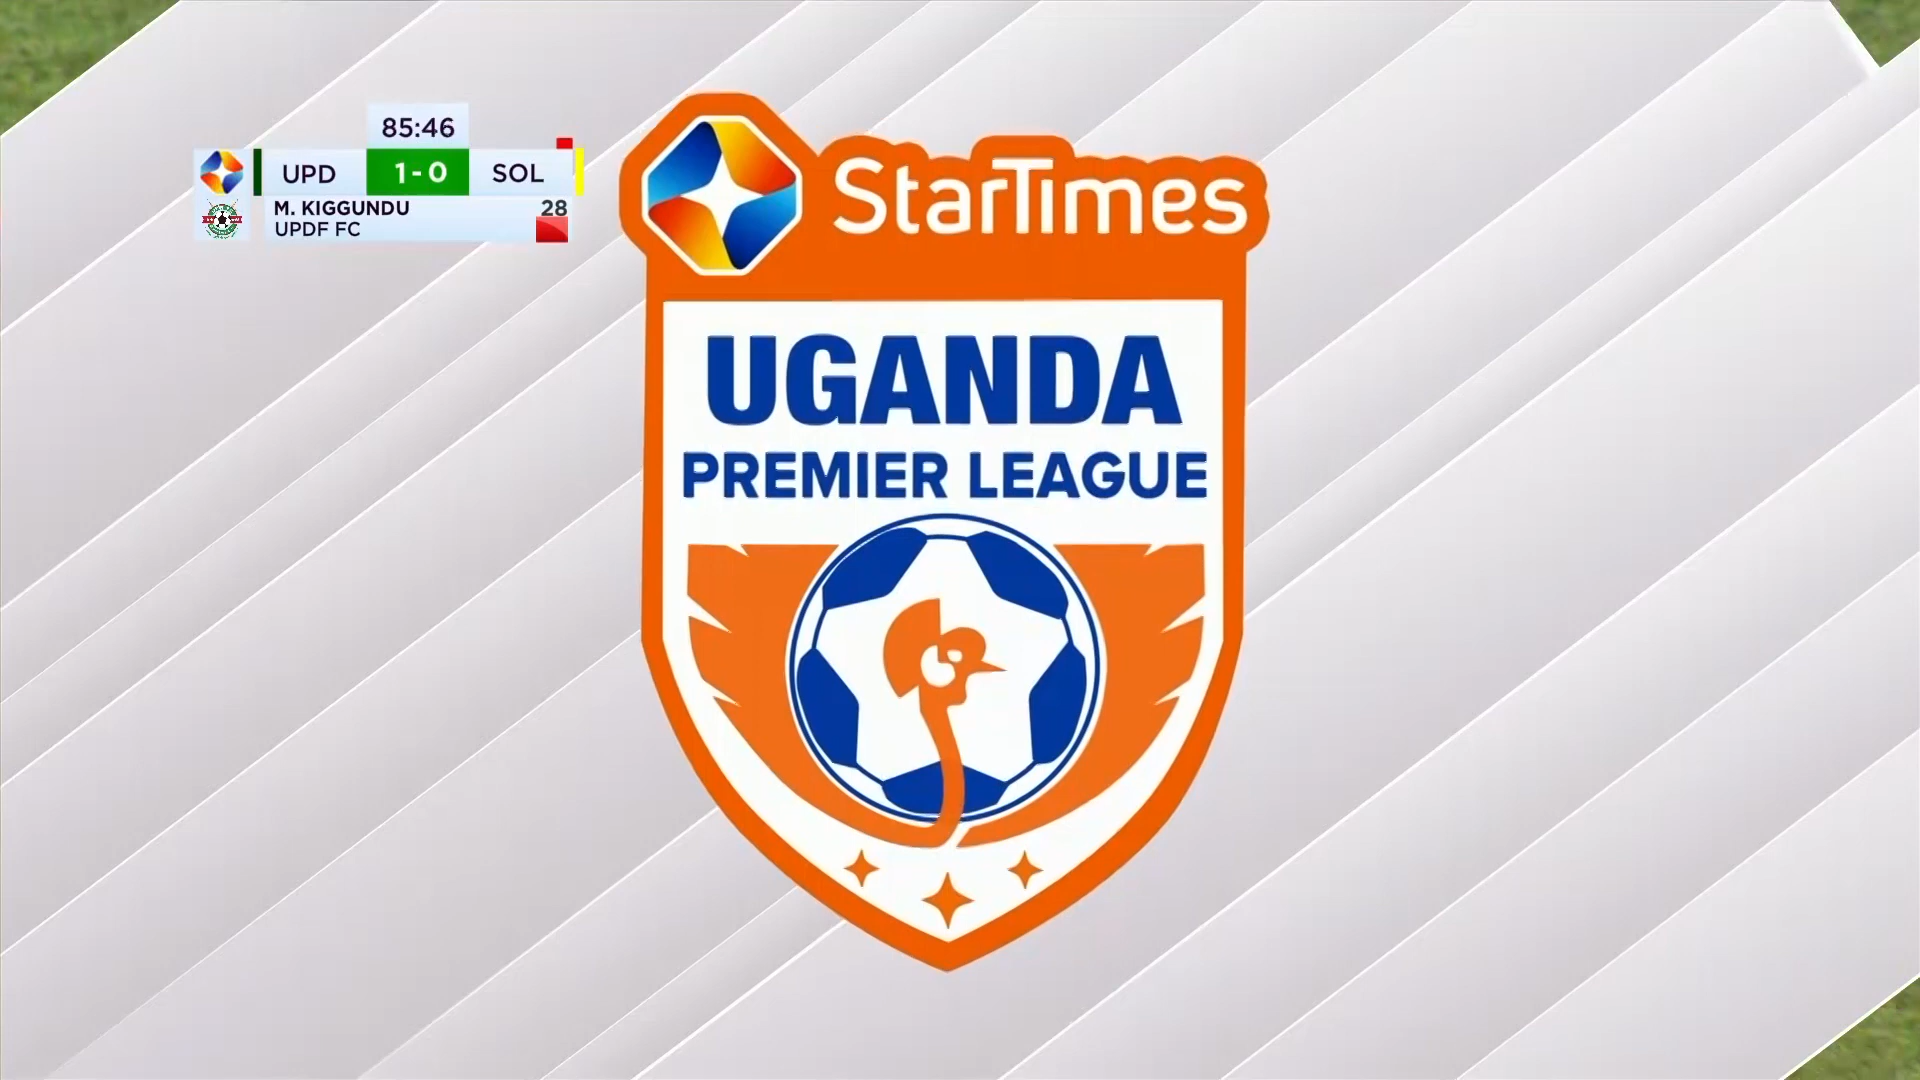 85:46
UPD 1-0 SOL
M. KIGGUNDU 28
UPDF FC
StarTimes
UGANDA
PREMIER LEAGUE